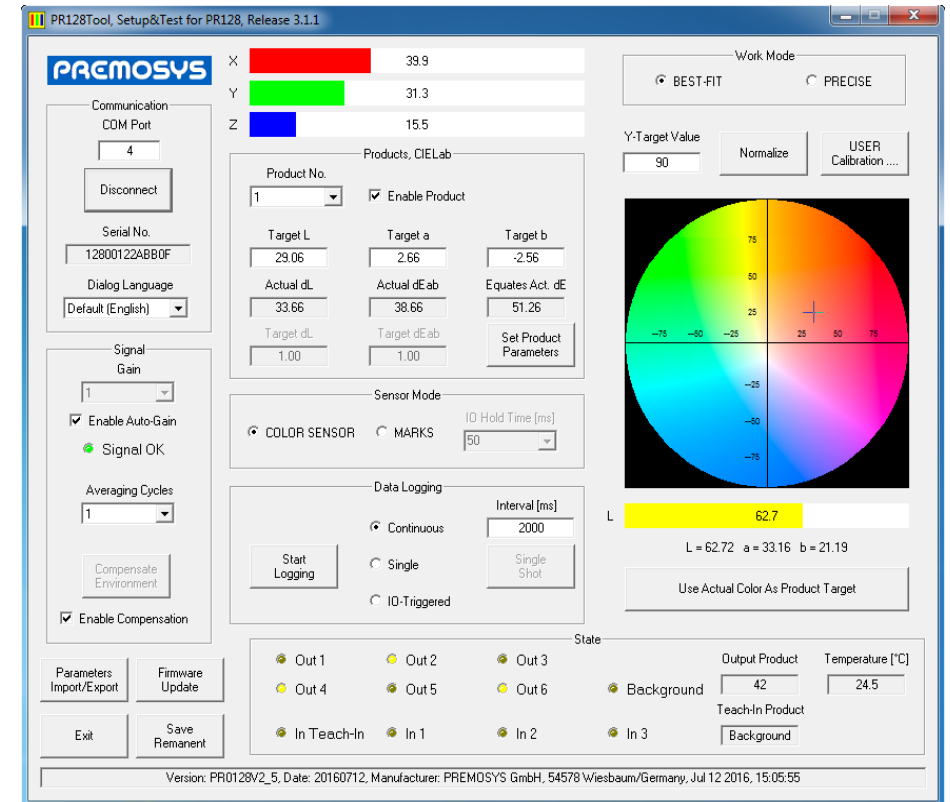 PR128Tool, Setup&Test for PR128, Release 3.1.1
PREMOSYS
Communication
COM Port
4
Disconnect
Serial No.
12800122ABB0F
Dialog Language
Default (English)
Signal
Gain
1
Enable Auto-Gain
Signal OK
Averaging Cycles
1
Compensate
Environment
Enable Compensation
Parameters
Import/Export
Firmware
Update
Exit
Save
Remanent
X 39.9
Y 31.3
Z 15.5
Products, CIELab
Product No.
1
Enable Product
Target L Target a Target b
29.06 2.66 -2.56
Actual dL Actual dEab Equates Act. dE
33.66 38.66 51.26
Target dL Target dEab
1.00 1.00
Set Product
Parameters
Sensor Mode
COLOR SENSOR MARKS
IO Hold Time [ms]
50
Data Logging
Start
Logging
Continuous
Single
IO-Triggered
Interval [ms]
2000
Single
Shot
Work Mode
BEST-FIT PRECISE
Y-Target Value
90
Normalize
USER
Calibration ....
75
50
25
-75 -50 -25 25 50 75
-25
-50
-75
L 62.7
L = 62.72 a = 33.16 b = 21.19
Use Actual Color As Product Target
State
Out 1 Out 2 Out 3
Out 4 Out 5 Out 6 Background
In Teach-In In 1 In 2 In 3
Output Product
42
Temperature [°C]
24.5
Teach-In Product
Background
Version: PR0128V2_5, Date: 20160712, Manufacturer: PREMOSYS GmbH, 54578 Wiesbaum/Germany, Jul 12 2016, 15:05:55